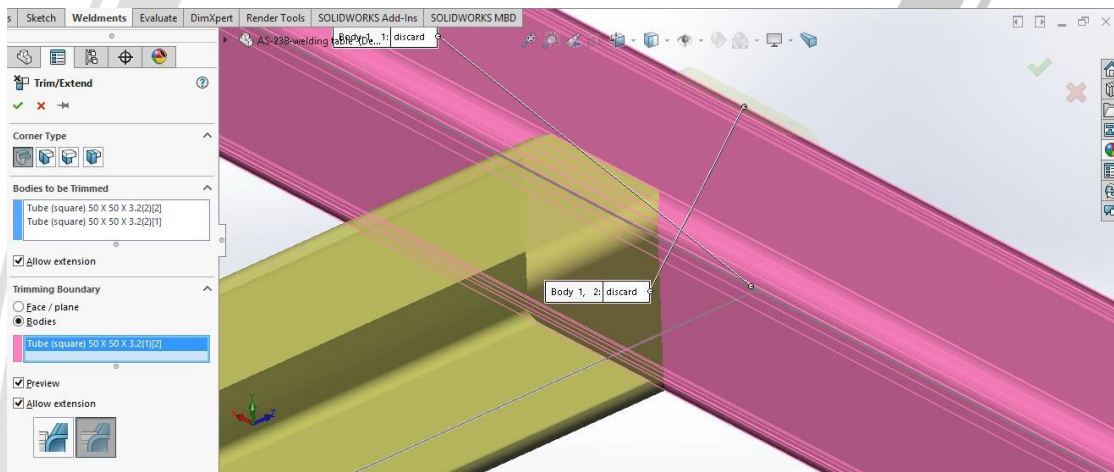 s Sketch Weldments Evaluate DimXpert Render Tools SOLIDWORKS Add-Ins SOLIDWORKS MBD
AS-238-welding table (De...
Body 1, 1: discard
Trim/Extend
Corner Type
Bodies to be Trimmed
Tube (square) 50 X 50 X 3.2(2)[2]
Tube (square) 50 X 50 X 3.2(2)[1]
Allow extension
Body 1, 2: discard
Trimming Boundary
Face / plane
Bodies
Tube (square) 50 X 50 X 3.2(1)[2]
Preview
Allow extension